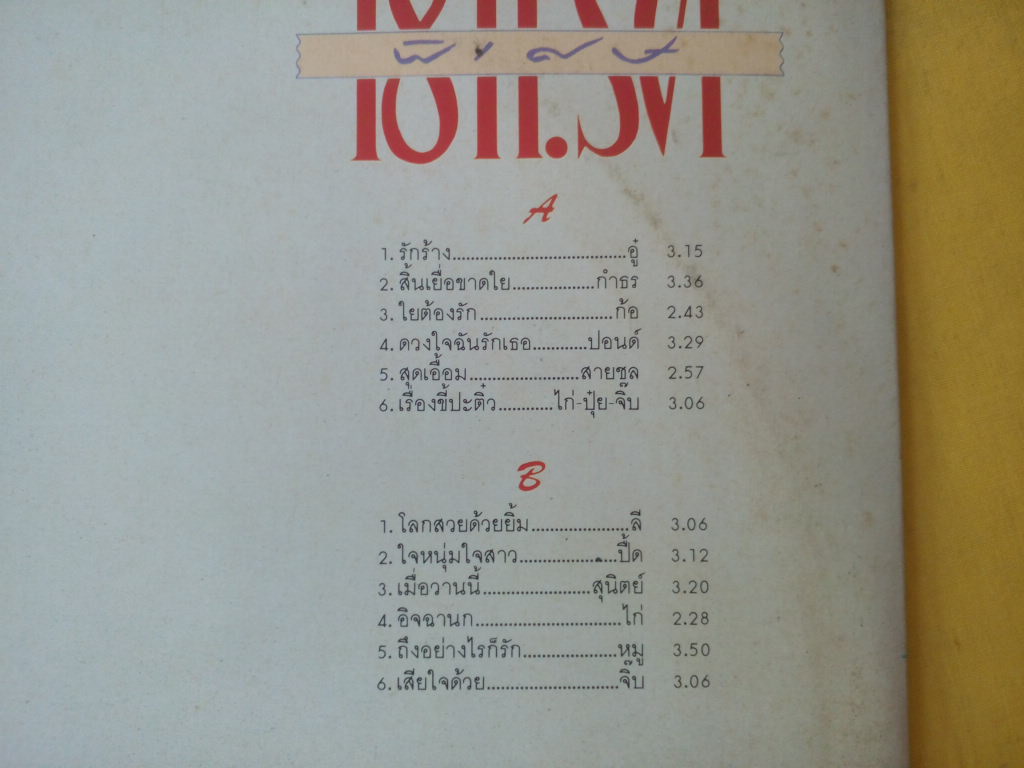 พิเศษ
A
1. รักร้าง....................................อู๋ 3.15
2. สิ้นเยื่อขาดใย.................กำธร 3.36
3. ใยต้องรัก...........................ก้อ 2.43
4. ดวงใจฉันรักเธอ...........ปอนด์ 3.29
5. สุดเอื้อม.......................สายชล 2.57
6. เรื่องขี้ปะติ๋ว...........ไก่-ปุ๋ย-จิ๊บ 3.06
B
1. โลกสวยด้วยยิ้ม....................ลี 3.06
2. ใจหนุ่มใจสาว....................ปื้ด 3.12
3. เมื่อวานนี้......................สุนิตย์ 3.20
4. อิจฉานก..............................ไก่ 2.28
5. ถึงอย่างไรก็รัก...................หมู 3.50
6. เสียใจด้วย...........................จิ๊บ 3.06